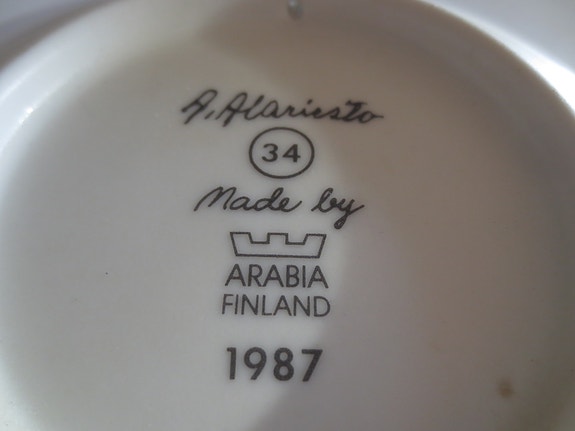 A. Alariesto
34
Made by
ARABIA
FINLAND
1987